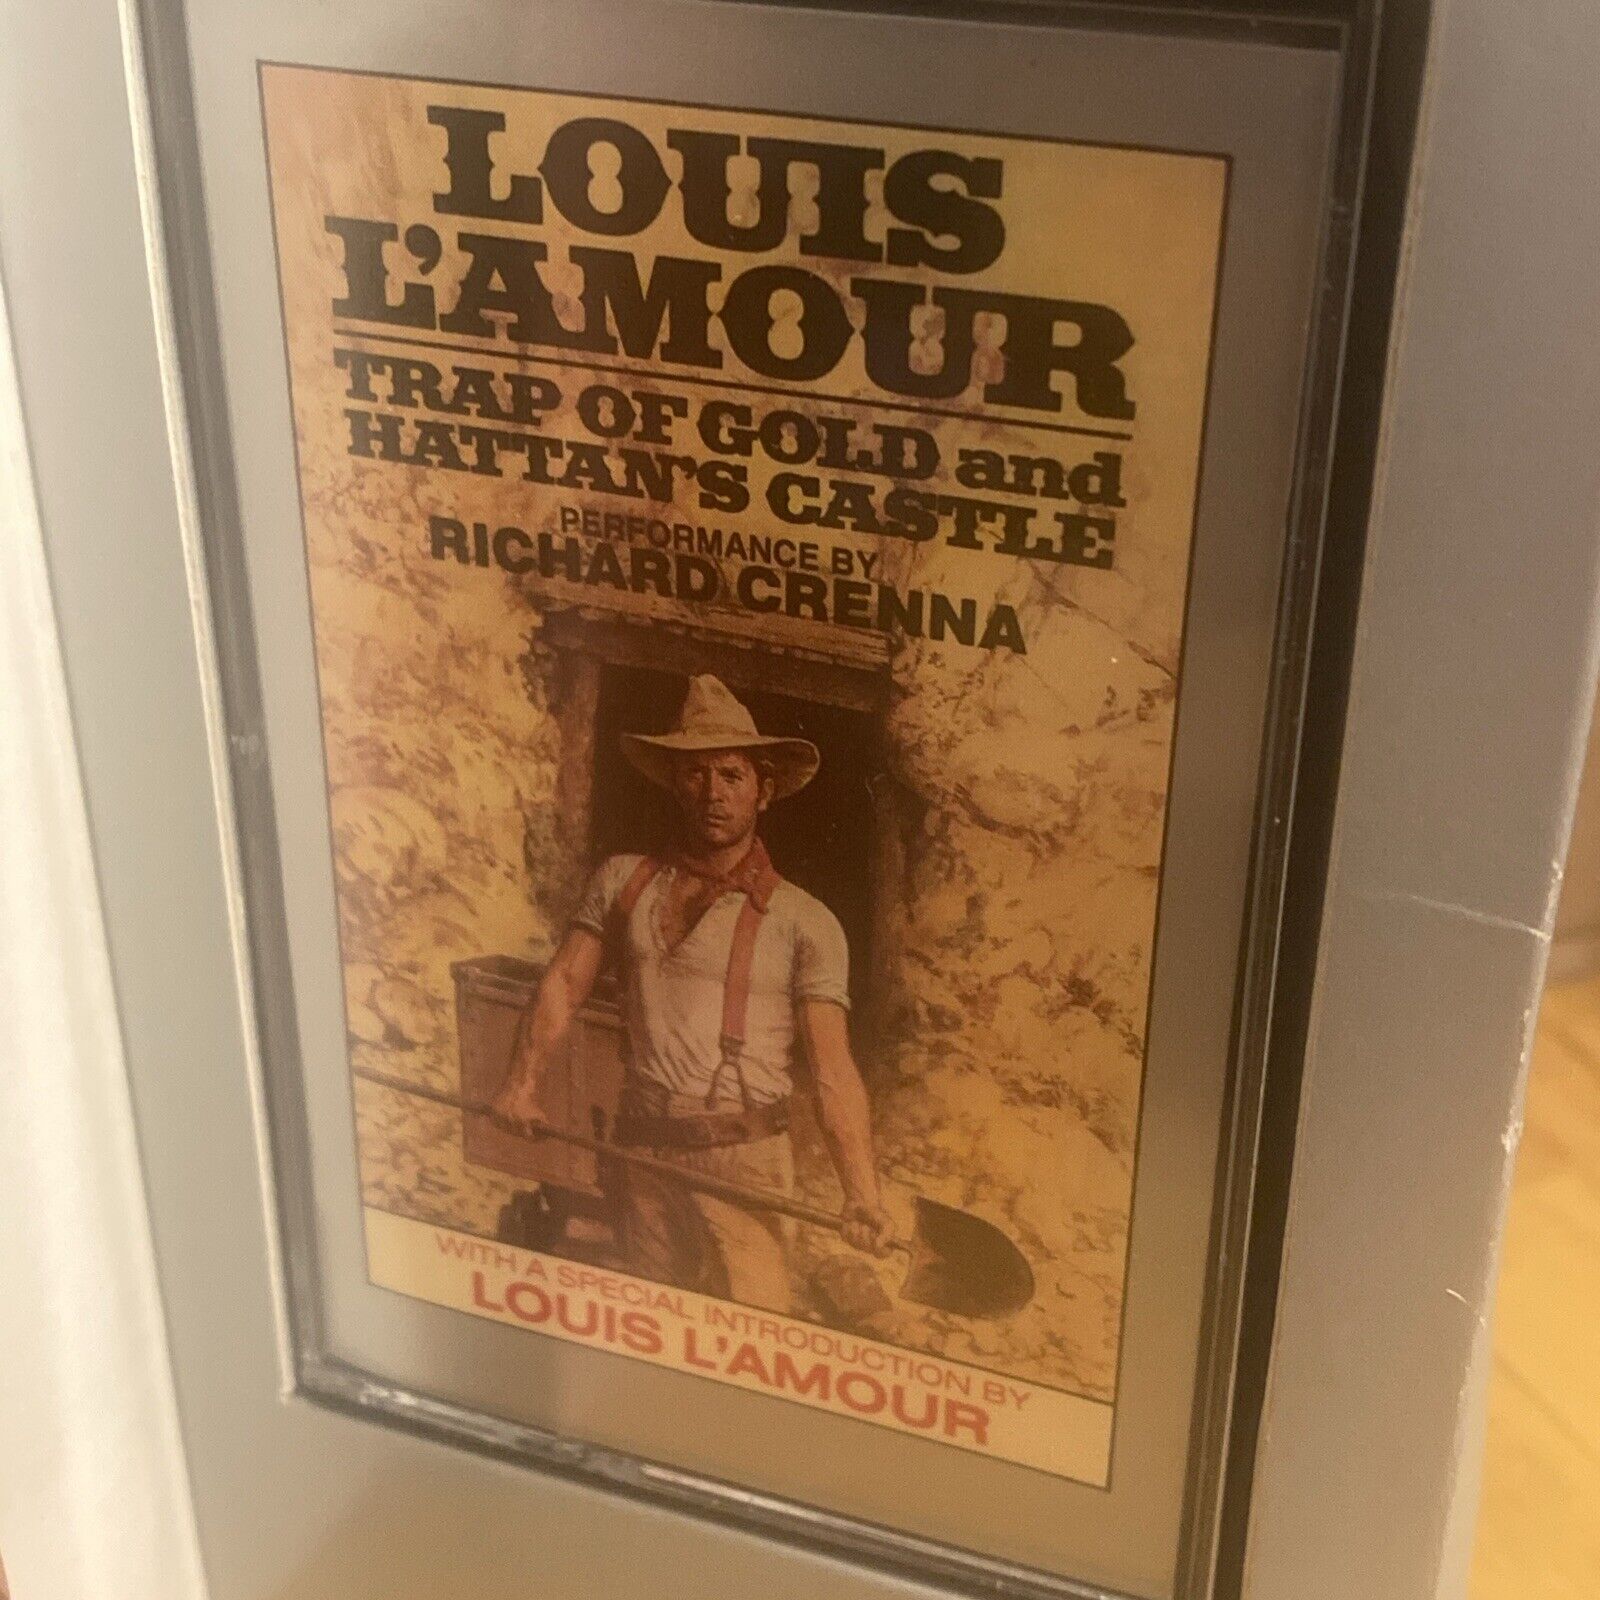 LOUIS
L'AMOUR
TRAP OF GOLD and
HATTAN'S CASTLE
PERFORMANCE BY
RICHARD CRENNA
WITH A SPECIAL INTRODUCTION BY
LOUIS L'AMOUR